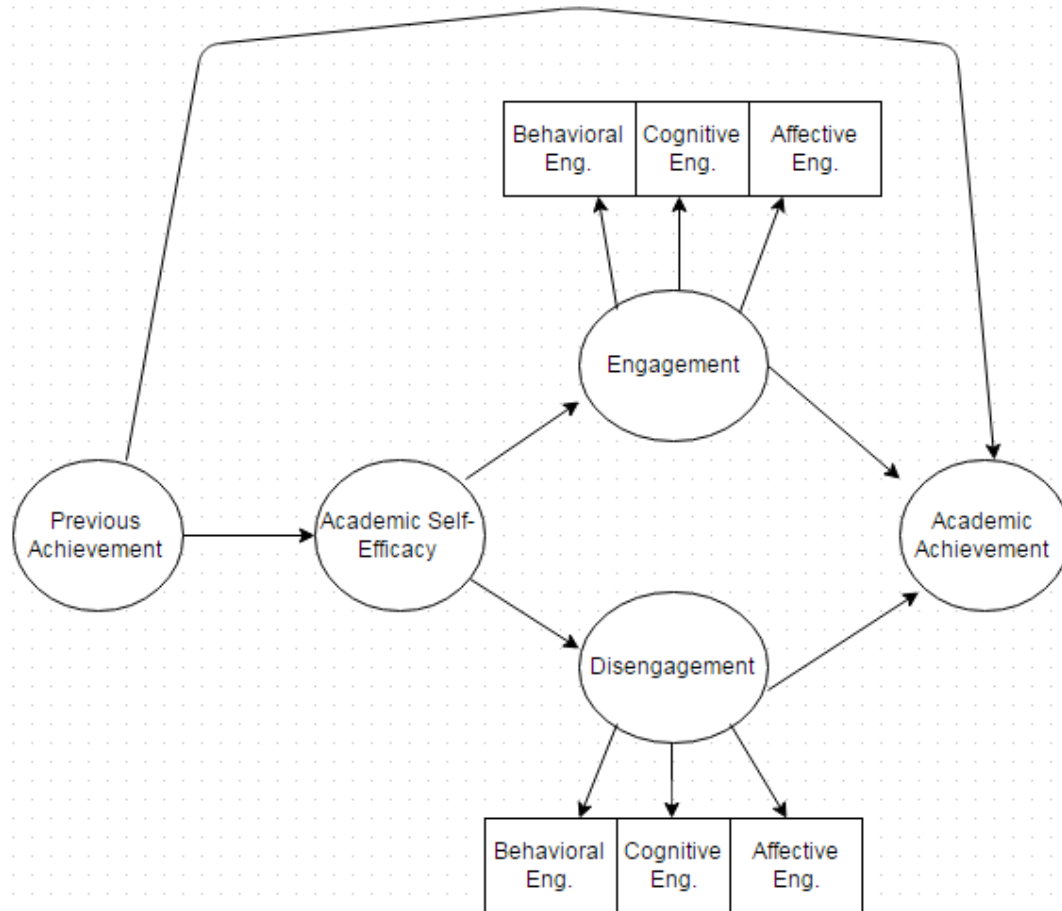 Behavioral
Eng.
Cognitive
Eng.
Affective
Eng.
Engagement
Previous
Achievement
Academic Self-
Efficacy
Academic
Achievement
Disengagement
Behavioral
Eng.
Cognitive
Eng.
Affective
Eng.